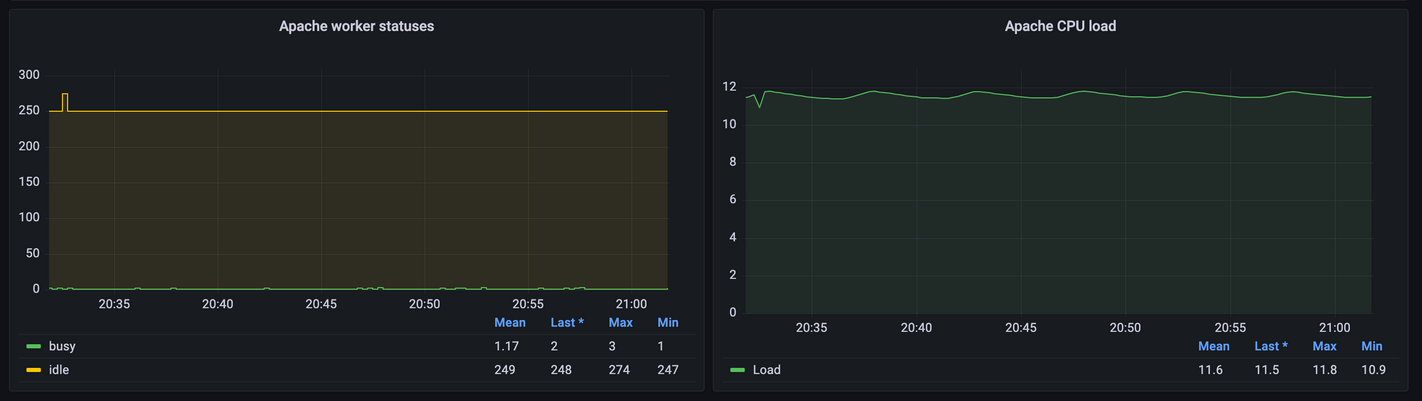 Apache worker statuses
300
250
200
150
100
50
0
20:35 20:40 20:45 20:50 20:55 21:00
Mean Last * Max Min
busy 1.17 2 3 1
idle 249 248 274 247
Apache CPU load
12
10
8
6
4
2
0
20:35 20:40 20:45 20:50 20:55 21:00
Mean Last * Max Min
Load 11.6 11.5 11.8 10.9